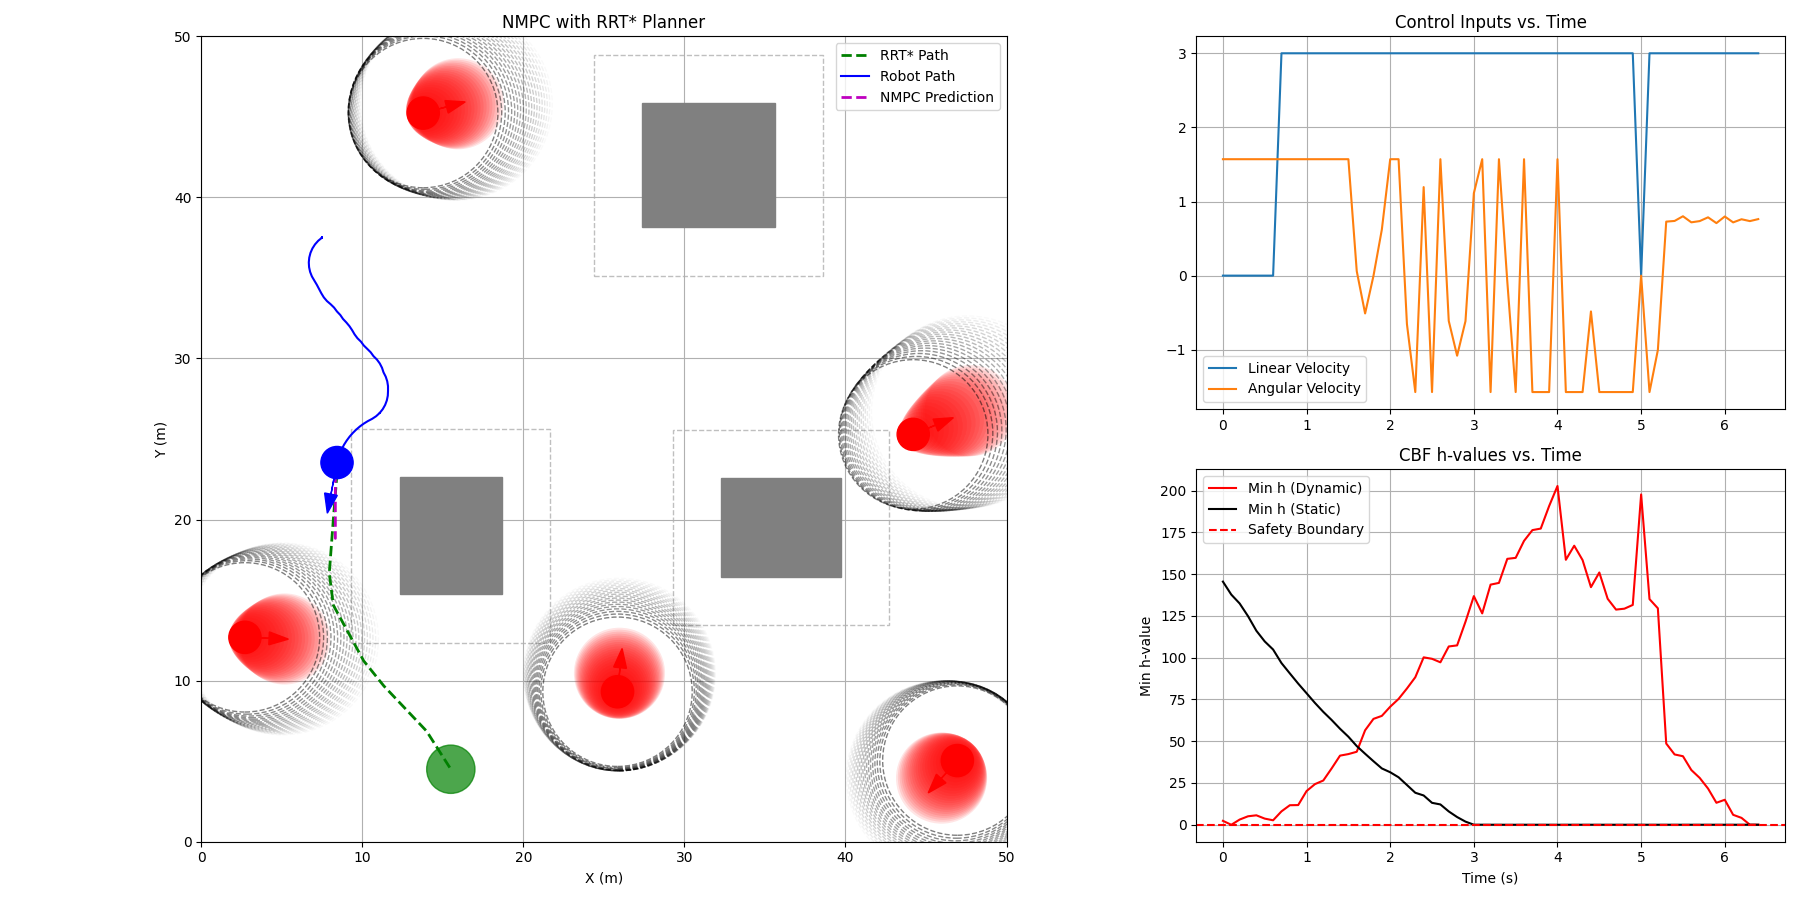 NMPC with RRT* Planner
50
40
30
20
10
0
0 10 20 30 40 50
Y (m)
X (m)
RRT* Path
Robot Path
NMPC Prediction
Control Inputs vs. Time
3
2
1
0
−1
0 1 2 3 4 5 6
Linear Velocity
Angular Velocity
CBF h-values vs. Time
200
175
150
125
100
75
50
25
0
0 1 2 3 4 5 6
Min h-value
Time (s)
Min h (Dynamic)
Min h (Static)
Safety Boundary